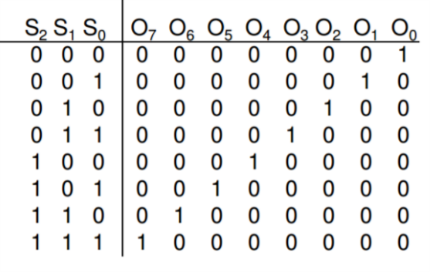 S₂ S₁ S₀ O₇ O₆ O₅ O₄ O₃ O₂ O₁ O₀
0 0 0 0 0 0 0 0 0 0 1
0 0 1 0 0 0 0 0 0 1 0
0 1 0 0 0 0 0 0 1 0 0
0 1 1 0 0 0 0 1 0 0 0
1 0 0 0 0 0 1 0 0 0 0
1 0 1 0 0 1 0 0 0 0 0
1 1 0 0 1 0 0 0 0 0 0
1 1 1 1 0 0 0 0 0 0 0